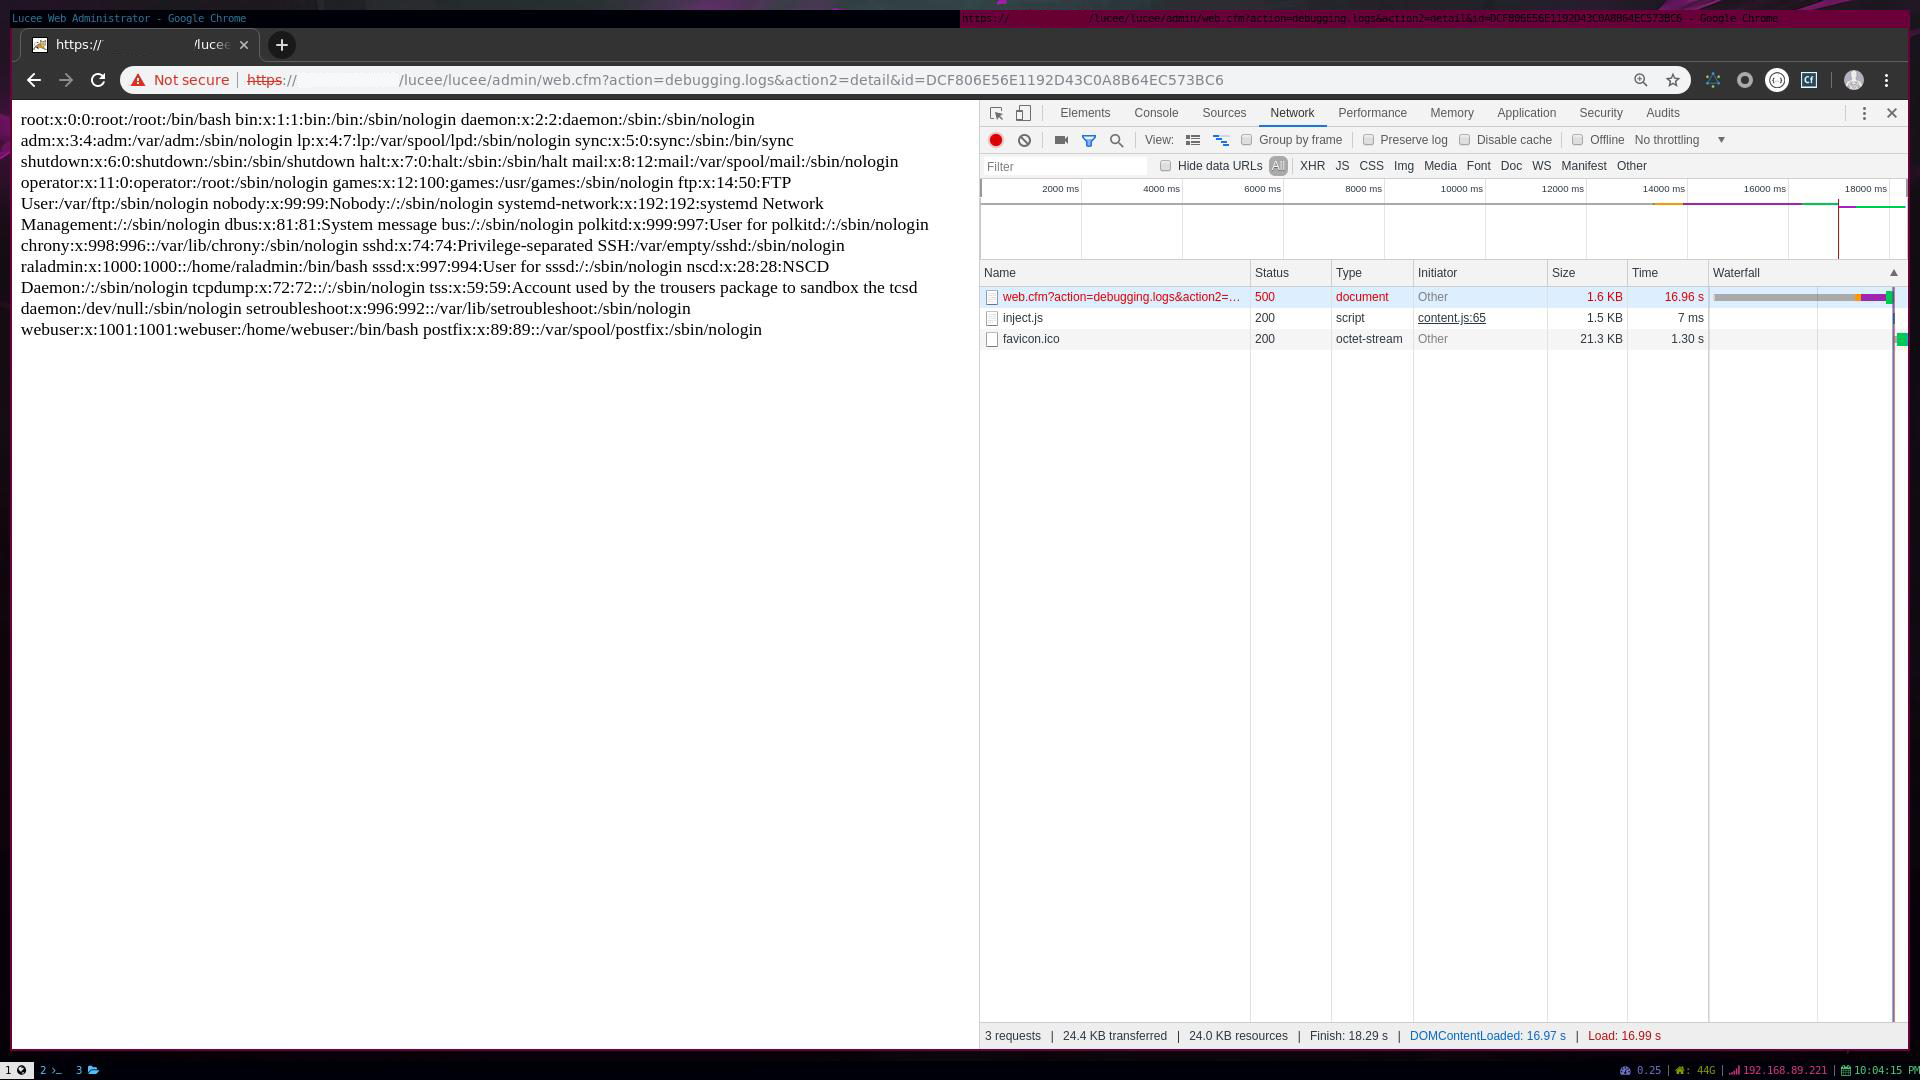 Lucee Web Administrator - Google Chrome
https:// /lucee/lucee/admin/web.cfm?action=debugging.logs&action2=detail&id=DCF806E56E1192D43C0A8B64EC573BC6 - Google Chrome
https:// /lucee
Not secure | https:// /lucee/lucee/admin/web.cfm?action=debugging.logs&action2=detail&id=DCF806E56E1192D43C0A8B64EC573BC6
root:x:0:0:root:/root:/bin/bash bin:x:1:1:bin:/bin:/sbin/nologin daemon:x:2:2:daemon:/sbin:/sbin/nologin
adm:x:3:4:adm:/var/adm:/sbin/nologin lp:x:4:7:lp:/var/spool/lpd:/sbin/nologin sync:x:5:0:sync:/sbin:/bin/sync
shutdown:x:6:0:shutdown:/sbin:/sbin/shutdown halt:x:7:0:halt:/sbin:/sbin/halt mail:x:8:12:mail:/var/spool/mail:/sbin/nologin
operator:x:11:0:operator:/root:/sbin/nologin games:x:12:100:games:/usr/games:/sbin/nologin ftp:x:14:50:FTP
User:/var/ftp:/sbin/nologin nobody:x:99:99:Nobody:/:/sbin/nologin systemd-network:x:192:192:systemd Network
Management:/:/sbin/nologin dbus:x:81:81:System message bus:/:/sbin/nologin polkitd:x:999:997:User for polkitd:/:/sbin/nologin
chrony:x:998:996::/var/lib/chrony:/sbin/nologin sshd:x:74:74:Privilege-separated SSH:/var/empty/sshd:/sbin/nologin
raladmin:x:1000:1000::/home/raladmin:/bin/bash sssd:x:997:994:User for sssd:/:/sbin/nologin nscd:x:28:28:NSCD
Daemon:/:/sbin/nologin tcpdump:x:72:72::/:/sbin/nologin tss:x:59:59:Account used by the trousers package to sandbox the tcsd
daemon:/dev/null:/sbin/nologin setroubleshoot:x:996:992::/var/lib/setroubleshoot:/sbin/nologin
webuser:x:1001:1001:webuser:/home/webuser:/bin/bash postfix:x:89:89::/var/spool/postfix:/sbin/nologin
Elements Console Sources Network Performance Memory Application Security Audits
View: Group by frame Preserve log Disable cache Offline No throttling
Filter Hide data URLs All XHR JS CSS Img Media Font Doc WS Manifest Other
2000 ms 4000 ms 6000 ms 8000 ms 10000 ms 12000 ms 14000 ms 16000 ms 18000 ms
Name Status Type Initiator Size Time Waterfall
web.cfm?action=debugging.logs&action2=... 500 document Other 1.6 KB 16.96 s
inject.js 200 script content.js:65 1.5 KB 7 ms
favicon.ico 200 octet-stream Other 21.3 KB 1.30 s
3 requests | 24.4 KB transferred | 24.0 KB resources | Finish: 18.29 s | DOMContentLoaded: 16.97 s | Load: 16.99 s
1 2 >_ 3 0.25 | : 44G | 192.168.89.221 | 10:04:15 PM